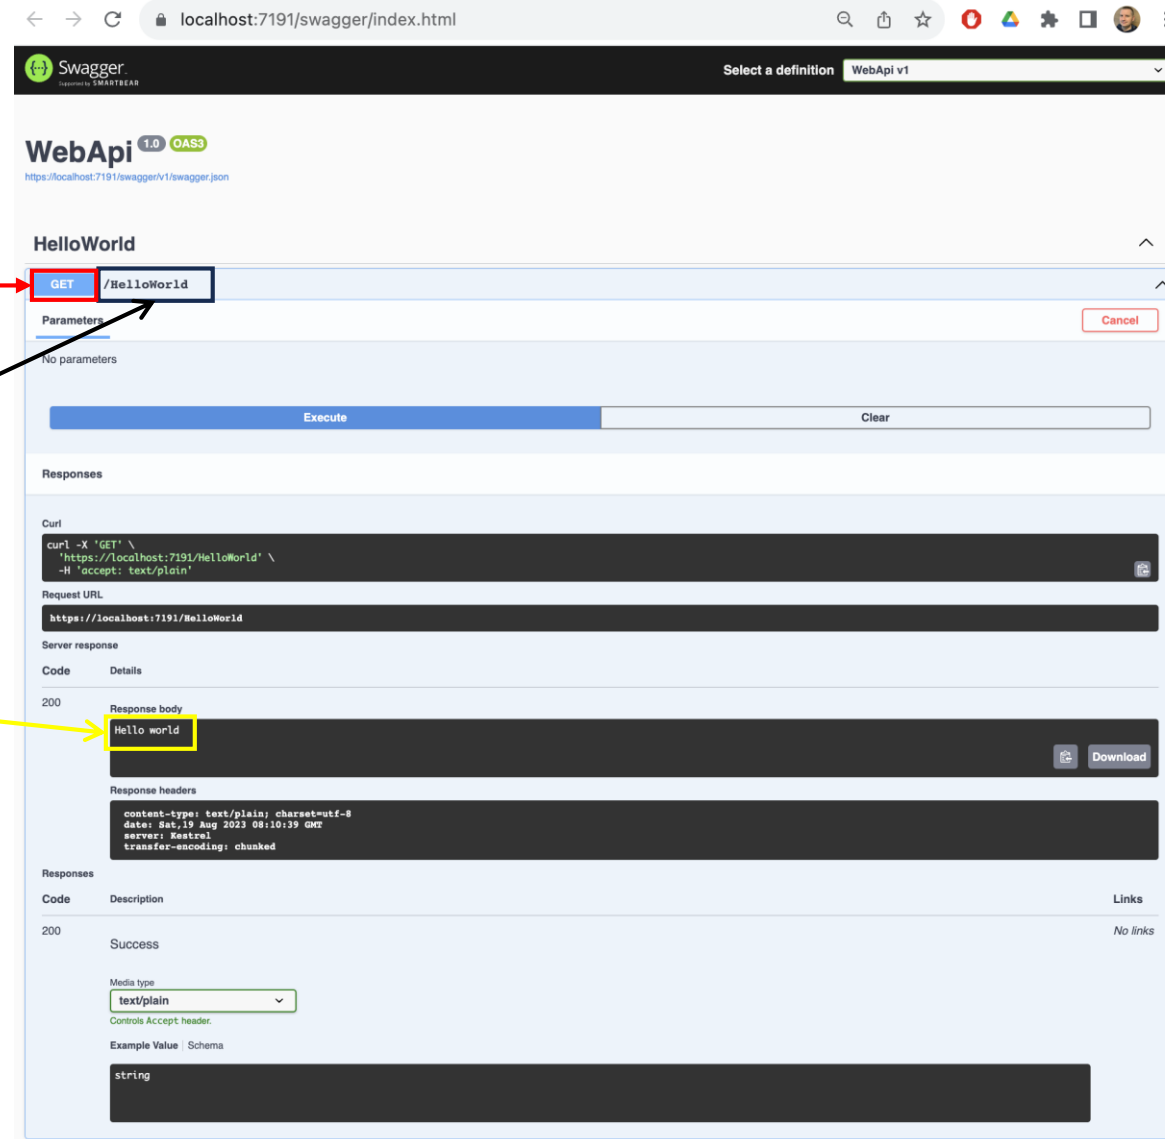 localhost:7191/swagger/index.html
Swagger.
Supported by SMARTBEAR
Select a definition WebApi v1
WebApi 1.0 OAS3
https://localhost:7191/swagger/v1/swagger.json
HelloWorld
GET /HelloWorld
Parameters
Cancel
No parameters
Execute Clear
Responses
Curl
curl -X 'GET' \
'https://localhost:7191/HelloWorld' \
-H 'accept: text/plain'
Request URL
https://localhost:7191/HelloWorld
Server response
Code Details
200
Response body
Hello world
Download
Response headers
content-type: text/plain; charset=utf-8
date: Sat,19 Aug 2023 08:10:39 GMT
server: Kestrel
transfer-encoding: chunked
Responses
Code Description Links
200 No links
Success
Media type
text/plain
Controls Accept header.
Example Value Schema
string